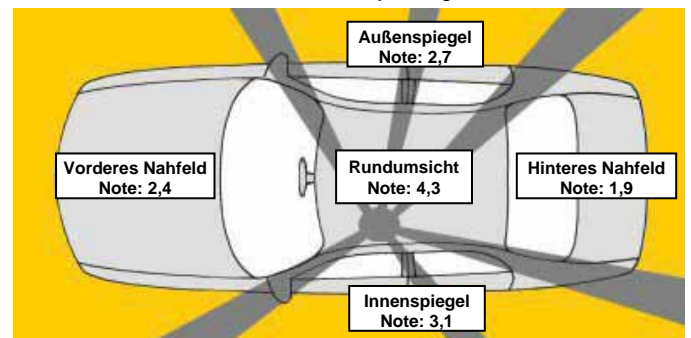 Außenspiegel
Note: 2,7
Vorderes Nahfeld
Note: 2,4
Rundumsicht
Note: 4,3
Hinteres Nahfeld
Note: 1,9
Innenspiegel
Note: 3,1